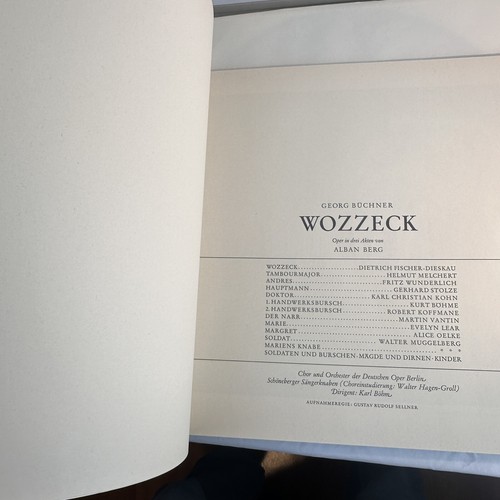 GEORG BÜCHNER
WOZZECK
Oper in drei Akten von
ALBAN BERG
WOZZECK DIETRICH FISCHER-DIESKAU
TAMBOURMAJOR HELMUT MELCHERT
ANDRES FRITZ WUNDERLICH
HAUPTMANN GERHARD STOLZE
DOKTOR KARL CHRISTIAN KOHN
1. HANDWERKSBURSCH KURT BÖHME
2. HANDWERKSBURSCH ROBERT KOFFMANE
DER NARR MARTIN VANTIN
MARIE EVELYN LEAR
MARGRET ALICE OELKE
SOLDAT WALTER MUGGELBERG
MARIENS KNABE * * *
SOLDATEN UND BURSCHEN · MÄGDE UND DIRNEN · KINDER
Chor und Orchester der Deutschen Oper Berlin
Schöneberger Sängerknaben (Choreinstudierung: Walter Hagen-Groll)
Dirigent: Karl Böhm
AUFNAHMEREGIE: GUSTAV RUDOLF SELLNER